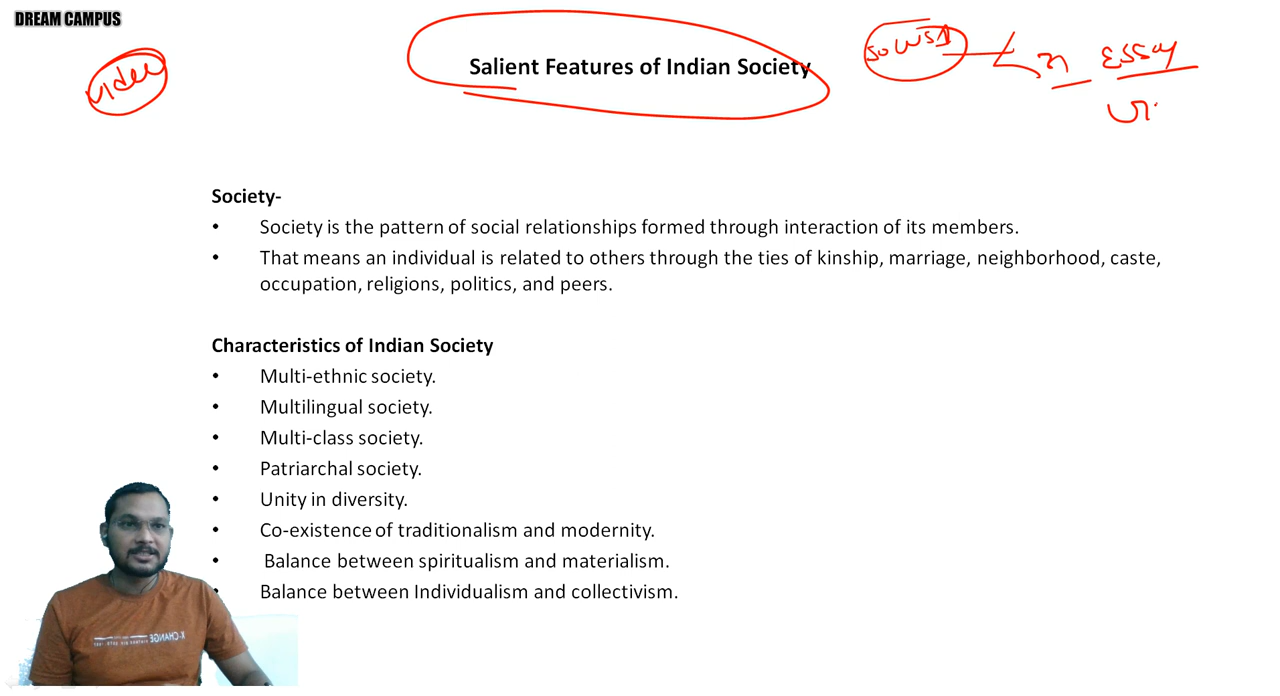 DREAM CAMPUS
Salient Features of Indian Society
Essay
Society-
• Society is the pattern of social relationships formed through interaction of its members.
• That means an individual is related to others through the ties of kinship, marriage, neighborhood, caste,
occupation, religions, politics, and peers.
Characteristics of Indian Society
• Multi-ethnic society.
• Multilingual society.
• Multi-class society.
• Patriarchal society.
• Unity in diversity.
• Co-existence of traditionalism and modernity.
• Balance between spiritualism and materialism.
• Balance between Individualism and collectivism.
X-CHANGE